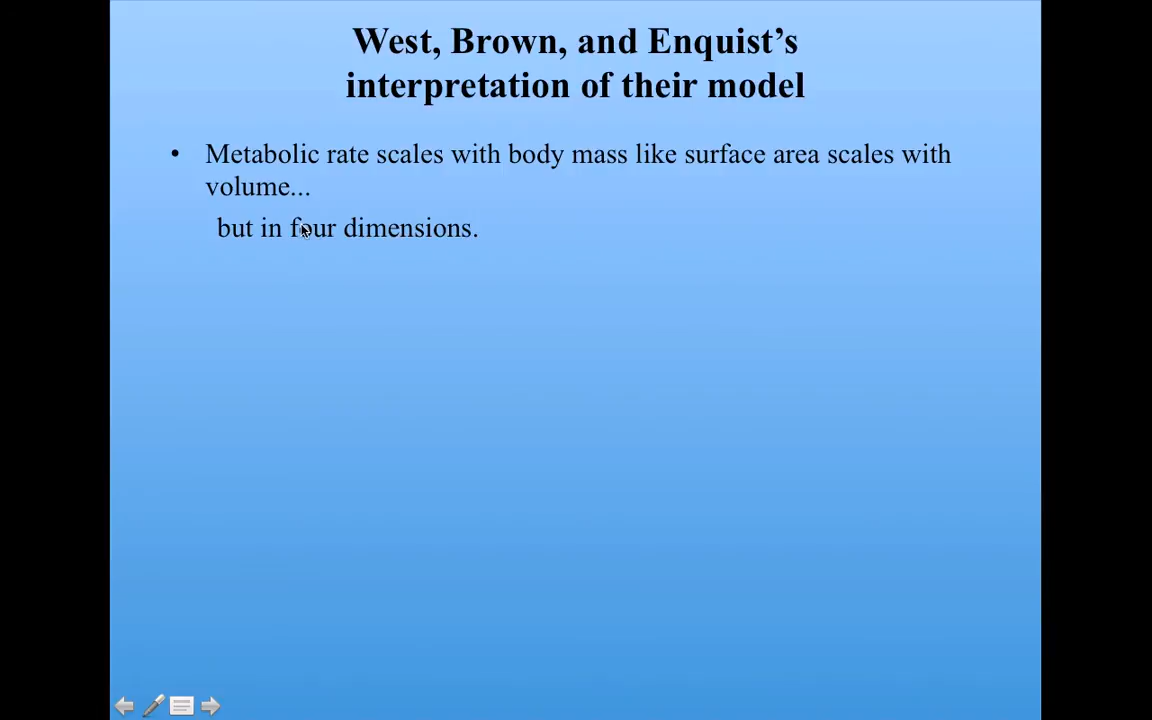 West, Brown, and Enquist’s
interpretation of their model
• Metabolic rate scales with body mass like surface area scales with
volume...
but in four dimensions.